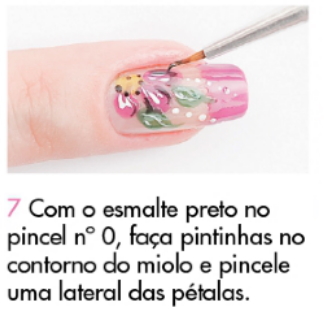 7 Com o esmalte preto no
pincel nº 0, faça pintinhas no
contorno do miolo e pincele
uma lateral das pétalas.